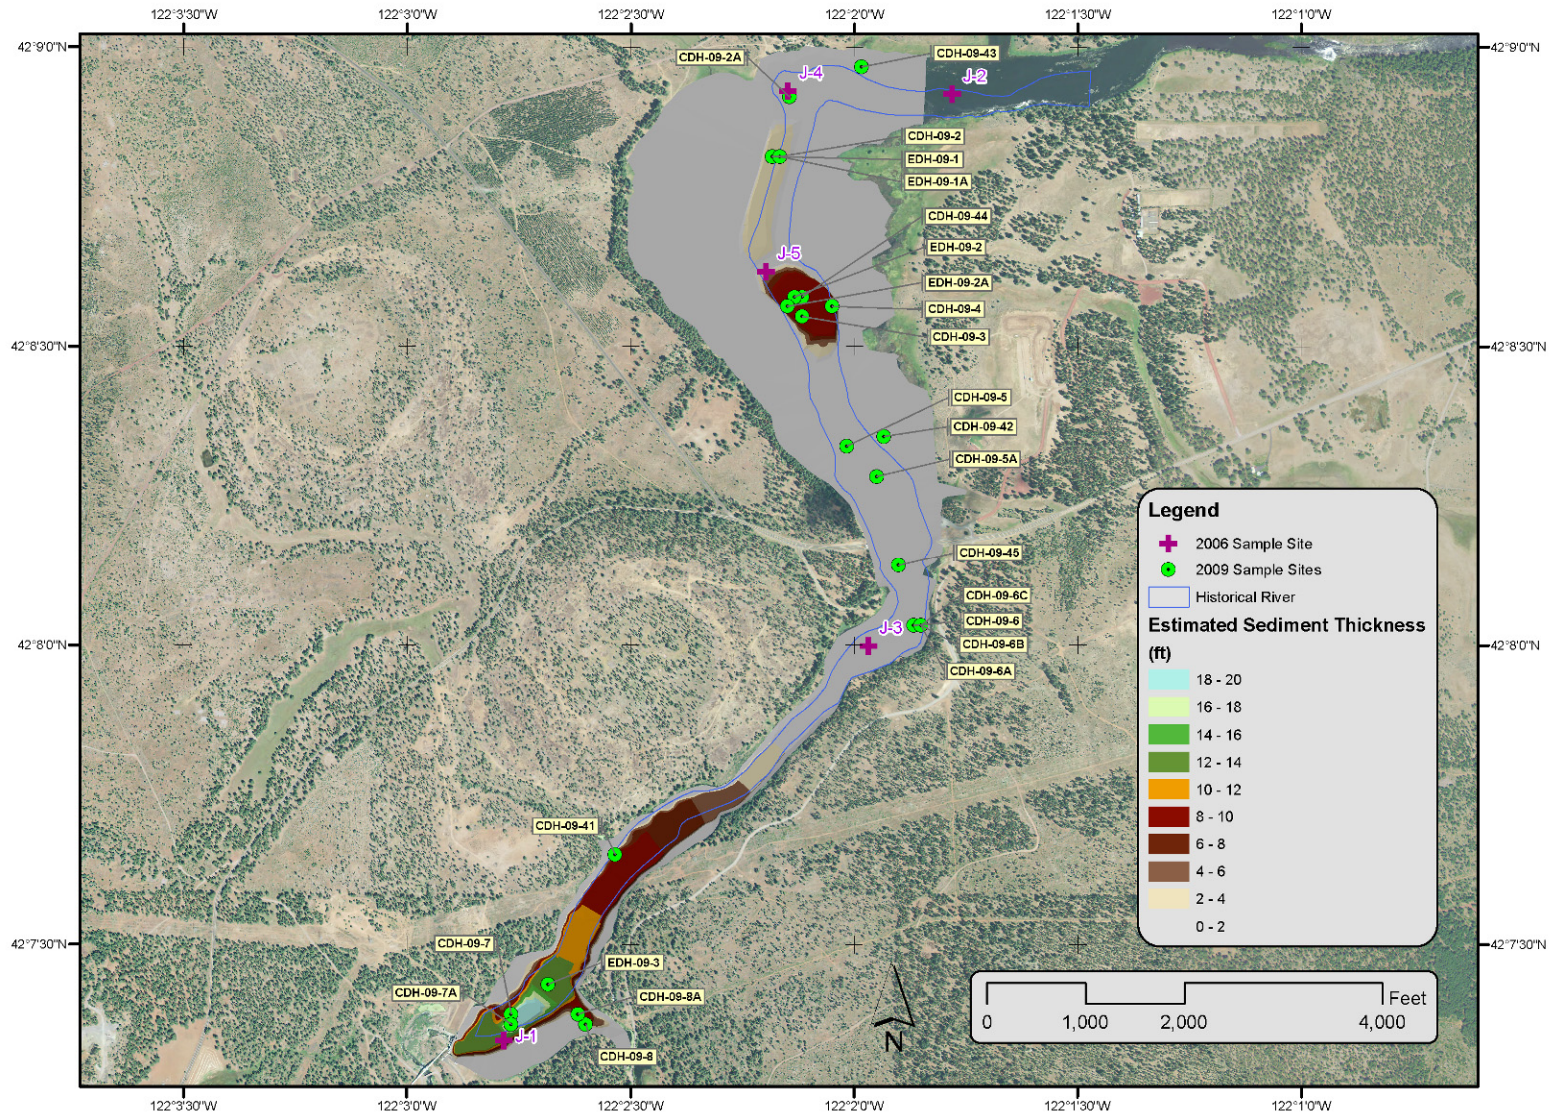 122°3'30"W
122°3'0"W
122°2'30"W
122°2'0"W
122°1'30"W
122°1'0"W
42°9'0"N
42°9'0"N
CDH-09-2A
CDH-09-43
J-4
J-2
CDH-09-2
EDH-09-1
EDH-09-1A
CDH-09-44
EDH-09-2
J-5
EDH-09-2A
CDH-09-4
CDH-09-3
42°8'30"N
42°8'30"N
CDH-09-5
CDH-09-42
CDH-09-5A
CDH-09-45
CDH-09-6C
CDH-09-6
J-3
CDH-09-6B
42°8'0"N
42°8'0"N
CDH-09-6A
Legend
2006 Sample Site
2009 Sample Sites
Historical River
Estimated Sediment Thickness
(ft)
18 - 20
16 - 18
14 - 16
12 - 14
10 - 12
8 - 10
6 - 8
4 - 6
2 - 4
0 - 2
CDH-09-41
42°7'30"N
42°7'30"N
CDH-09-7
EDH-09-3
CDH-09-7A
CDH-09-8A
J-1
CDH-09-8
N
Feet
0
1,000
2,000
4,000
122°3'30"W
122°3'0"W
122°2'30"W
122°2'0"W
122°1'30"W
122°1'0"W